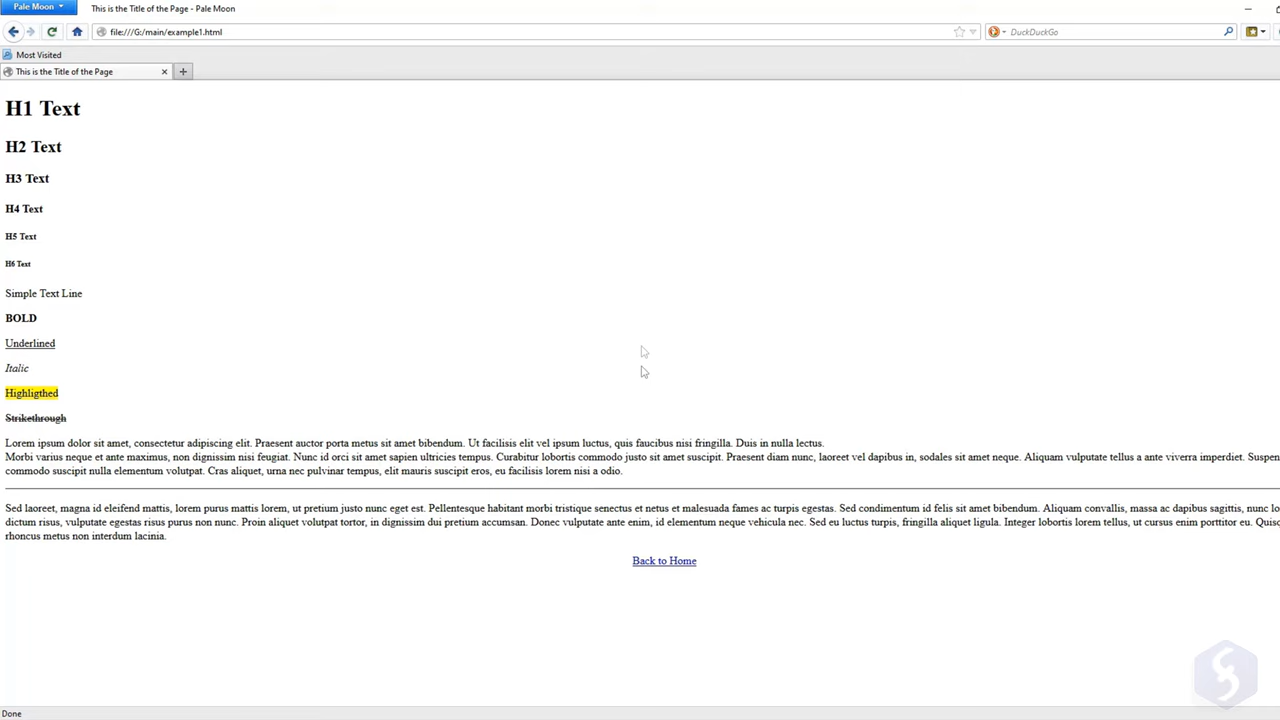 Pale Moon
This is the Title of the Page - Pale Moon
file:///G:/main/example1.html
DuckDuckGo
Most Visited
This is the Title of the Page
H1 Text
H2 Text
H3 Text
H4 Text
H5 Text
H6 Text
Simple Text Line
BOLD
Underlined
Italic
Highligthed
Strikethrough
Lorem ipsum dolor sit amet, consectetur adipiscing elit. Praesent auctor porta metus sit amet bibendum. Ut facilisis elit vel ipsum luctus, quis faucibus nisi fringilla. Duis in nulla lectus.
Morbi varius neque et ante maximus, non dignissim nisi feugiat. Nunc id orci sit amet sapien ultricies tempus. Curabitur lobortis commodo justo sit amet suscipit. Praesent diam nunc, laoreet vel dapibus in, sodales sit amet neque. Aliquam vulputate tellus a ante viverra imperdiet. Suspen
commodo suscipit nulla elementum volutpat. Cras aliquet, urna nec pulvinar tempus, elit mauris suscipit eros, eu facilisis lorem nisi a odio.
Sed laoreet, magna id eleifend mattis, lorem purus mattis lorem, ut pretium justo nunc eget est. Pellentesque habitant morbi tristique senectus et netus et malesuada fames ac turpis egestas. Sed condimentum id felis sit amet bibendum. Aliquam convallis, massa ac dapibus sagittis, nunc lo
dictum risus, vulputate egestas risus purus non nunc. Proin aliquet volutpat tortor, in dignissim dui pretium accumsan. Donec vulputate ante enim, id elementum neque vehicula nec. Sed eu luctus turpis, fringilla aliquet ligula. Integer lobortis lorem tellus, ut cursus enim porttitor eu. Quisq
rhoncus metus non interdum lacinia.
Back to Home
Done